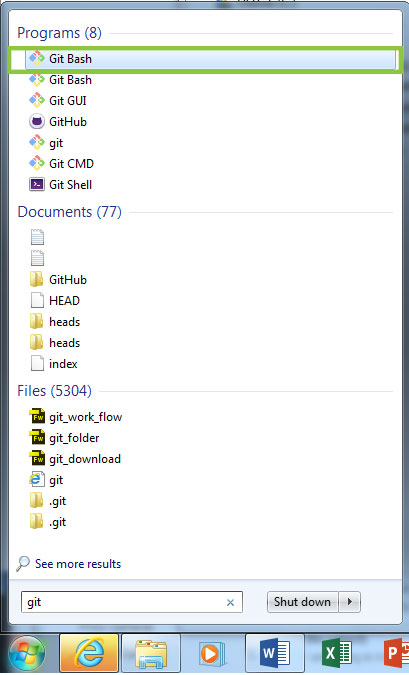 Programs (8)
Git Bash
Git Bash
Git GUI
GitHub
git
Git CMD
Git Shell
Documents (77)
GitHub
HEAD
heads
heads
index
Files (5304)
git_work_flow
git_folder
git_download
git
.git
.git
See more results
git
Shut down